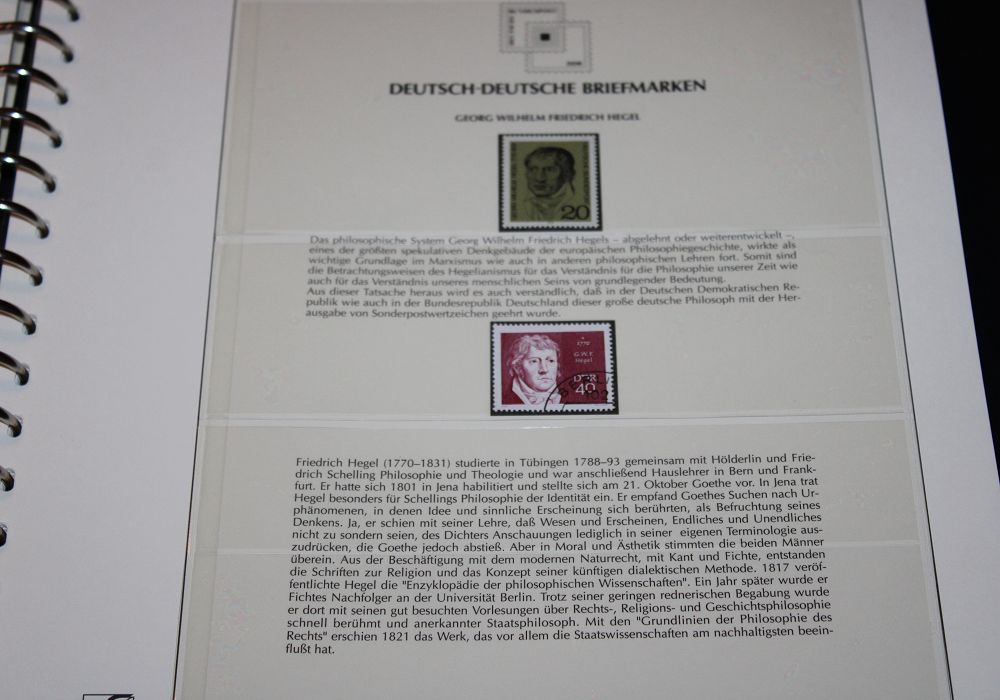 DDR
DEUTSCH-DEUTSCHE BRIEFMARKEN
GEORG WILHELM FRIEDRICH HEGEL
20
Das philosophische System Georg Wilhelm Friedrich Hegels – abgelehnt oder weiterentwickelt –,
eines der größten spekulativen Denkgebäude der europäischen Philosophiegeschichte, wirkte als
wichtige Grundlage im Marxismus wie auch in anderen philosophischen Lehren fort. Somit sind
die Betrachtungsweisen des Hegelianismus für das Verständnis für die Philosophie unserer Zeit wie
auch für das Verständnis unseres menschlichen Seins von grundlegender Bedeutung.
Aus dieser Tatsache heraus wird es auch verständlich, daß in der Deutschen Demokratischen Re-
publik wie auch in der Bundesrepublik Deutschland dieser große deutsche Philosoph mit der Her-
ausgabe von Sonderpostwertzeichen geehrt wurde.
* 1770
G.W.F.
Hegel
DDR
40
Friedrich Hegel (1770–1831) studierte in Tübingen 1788–93 gemeinsam mit Hölderlin und Frie-
drich Schelling Philosophie und Theologie und war anschließend Hauslehrer in Bern und Frank-
furt. Er hatte sich 1801 in Jena habilitiert und stellte sich am 21. Oktober Goethe vor. In Jena trat
Hegel besonders für Schellings Philosophie der Identität ein. Er empfand Goethes Suchen nach Ur-
phänomenen, in denen Idee und sinnliche Erscheinung sich berührten, als Befruchtung seines
Denkens. Ja, er schien mit seiner Lehre, daß Wesen und Erscheinen, Endliches und Unendliches
nicht zu sondern seien, des Dichters Anschauungen lediglich in seiner eigenen Terminologie aus-
zudrücken, die Goethe jedoch abstieß. Aber in Moral und Ästhetik stimmten die beiden Männer
überein. Aus der Beschäftigung mit dem modernen Naturrecht, mit Kant und Fichte, entstanden
die Schriften zur Religion und das Konzept seiner künftigen dialektischen Methode. 1817 veröf-
fentlichte Hegel die "Enzyklopädie der philosophischen Wissenschaften". Ein Jahr später wurde er
Fichtes Nachfolger an der Universität Berlin. Trotz seiner geringen rednerischen Begabung wurde
er dort mit seinen gut besuchten Vorlesungen über Rechts-, Religions- und Geschichtsphilosophie
schnell berühmt und anerkannter Staatsphilosoph. Mit den "Grundlinien der Philosophie des
Rechts" erschien 1821 das Werk, das vor allem die Staatswissenschaften am nachhaltigsten beein-
flußt hat.